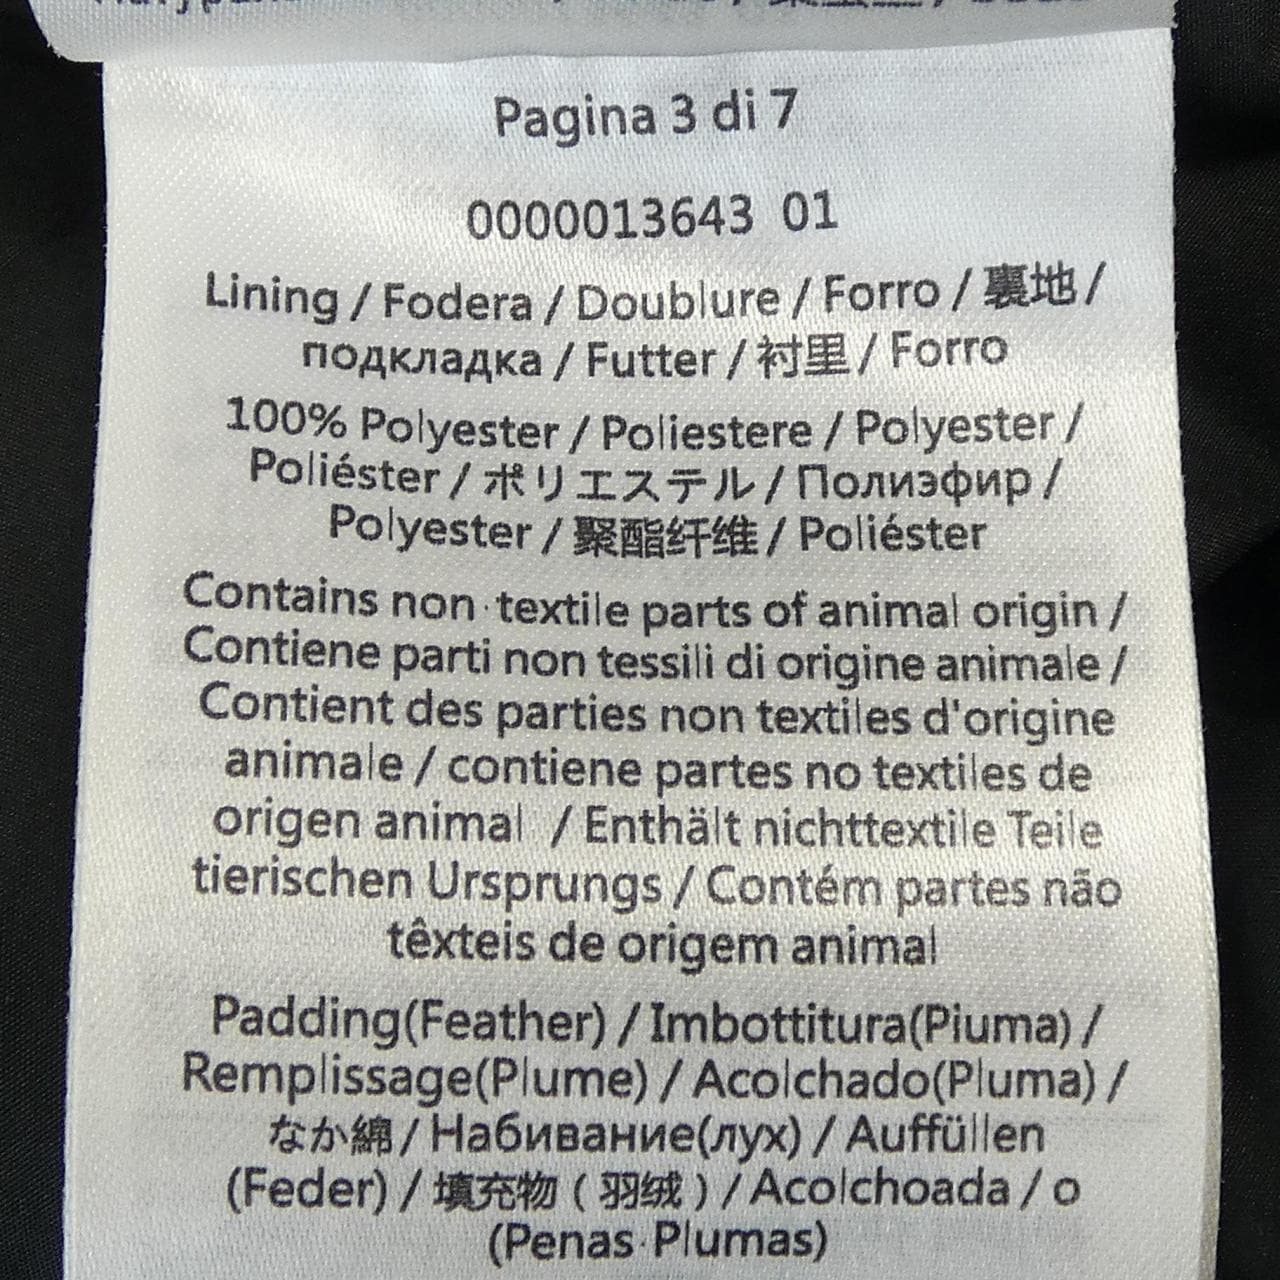 Pagina 3 di 7
0000013643 01
Lining / Fodera / Doublure / Forro / 裏地 /
подкладка / Futter / 衬里 / Forro
100% Polyester / Poliestere / Polyester /
Poliéster / ポリエステル / Полиэфир /
Polyester / 聚酯纤维 / Poliéster
Contains non·textile parts of animal origin /
Contiene parti non tessili di origine animale /
Contient des parties non textiles d'origine
animale / contiene partes no textiles de
origen animal / Enthält nichttextile Teile
tierischen Ursprungs / Contém partes não
têxteis de origem animal
Padding(Feather) / Imbottitura(Piuma) /
Remplissage(Plume) / Acolchado(Pluma) /
なか綿 / Набивание(лух) / Auffüllen
(Feder) / 填充物 ( 羽绒 ) / Acolchoada / o
(Penas·Plumas)